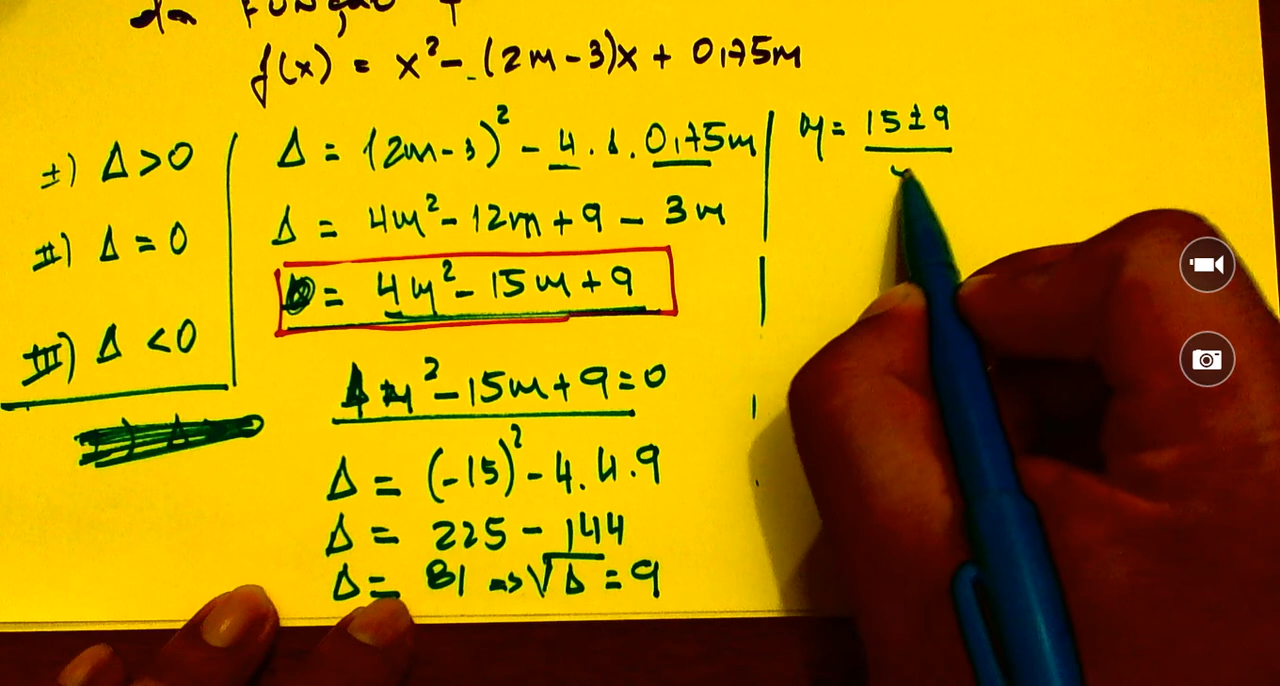 da FUNÇÃO f
f(x) = x² - (2m-3)x + 0,75m
I) Δ > 0
II) Δ = 0
III) Δ < 0
Δ = (2m-3)² - 4.1.0,75m
Δ = 4m² - 12m + 9 - 3m
= 4m² - 15m + 9
4m² - 15m + 9 = 0
Δ = (-15)² - 4.4.9
Δ = 225 - 144
Δ = 81 => √Δ = 9
m = 15 ± 9